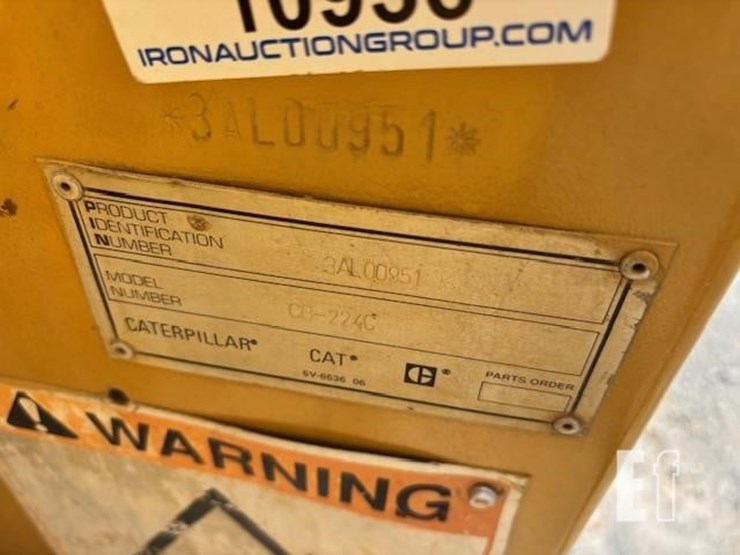 IRONAUCTIONGROUP.COM
*3AL00951*
PRODUCT
IDENTIFICATION
NUMBER
3AL00951
MODEL
NUMBER
CB-224C
CATERPILLAR®
CAT®
C®
PARTS ORDER
6V-6636 06
WARNING
Ef